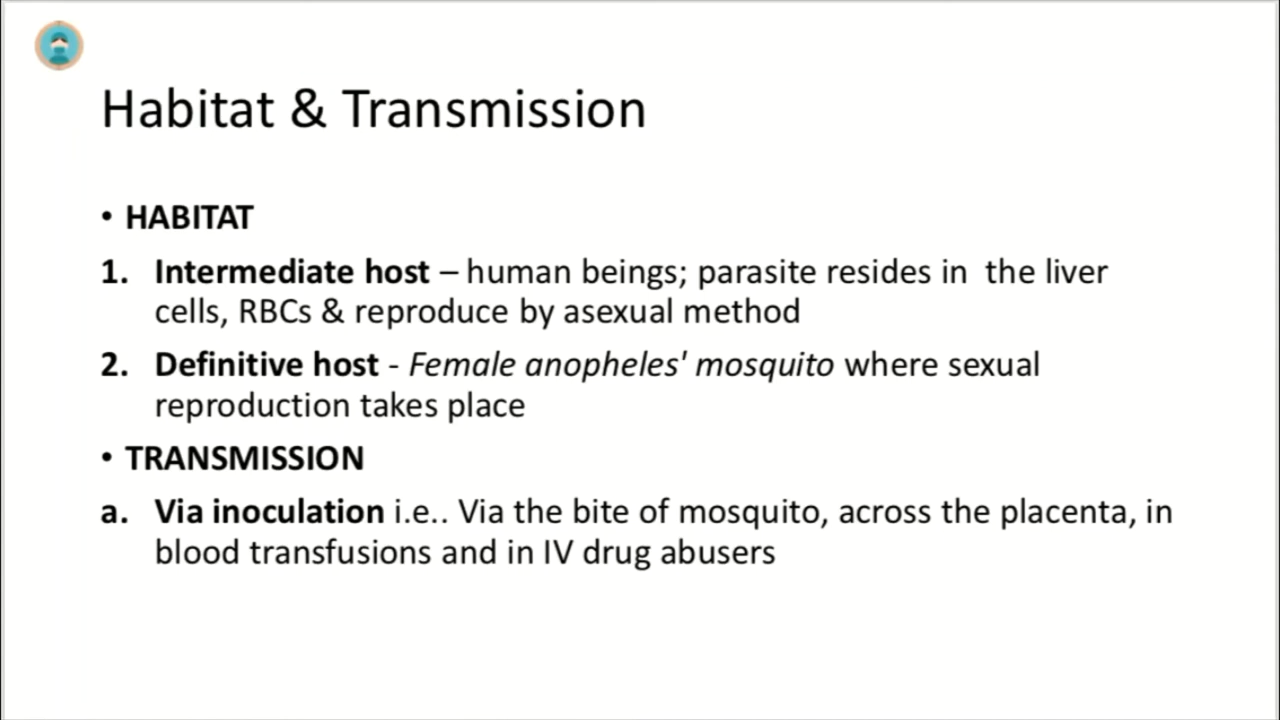 Habitat & Transmission
• HABITAT
1. Intermediate host – human beings; parasite resides in  the liver
cells, RBCs & reproduce by asexual method
2. Definitive host - Female anopheles' mosquito where sexual
reproduction takes place
• TRANSMISSION
a. Via inoculation i.e.. Via the bite of mosquito, across the placenta, in
blood transfusions and in IV drug abusers